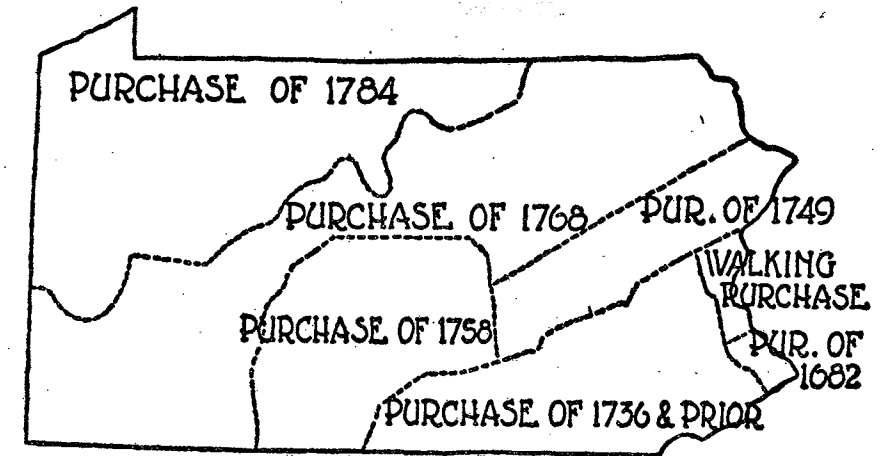 PURCHASE OF 1784
PURCHASE OF 1768
PUR. OF 1749
WALKING
PURCHASE
PURCHASE OF 1758
PUR. OF
1682
PURCHASE OF 1736 & PRIOR